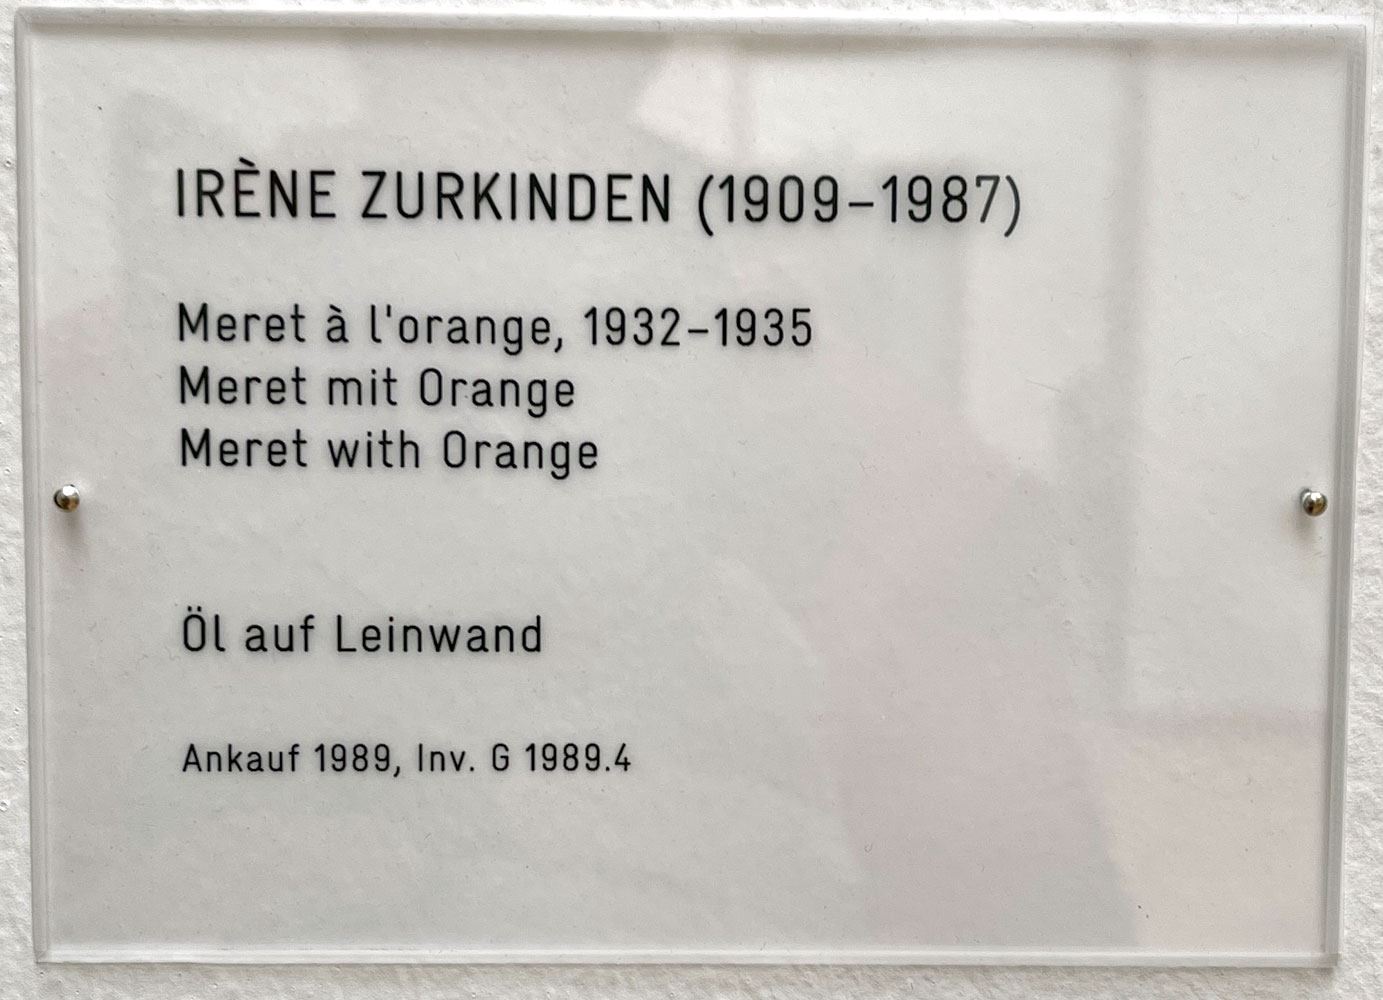 IRÈNE ZURKINDEN (1909–1987)
Meret à l'orange, 1932–1935
Meret mit Orange
Meret with Orange
Öl auf Leinwand
Ankauf 1989, Inv. G 1989.4